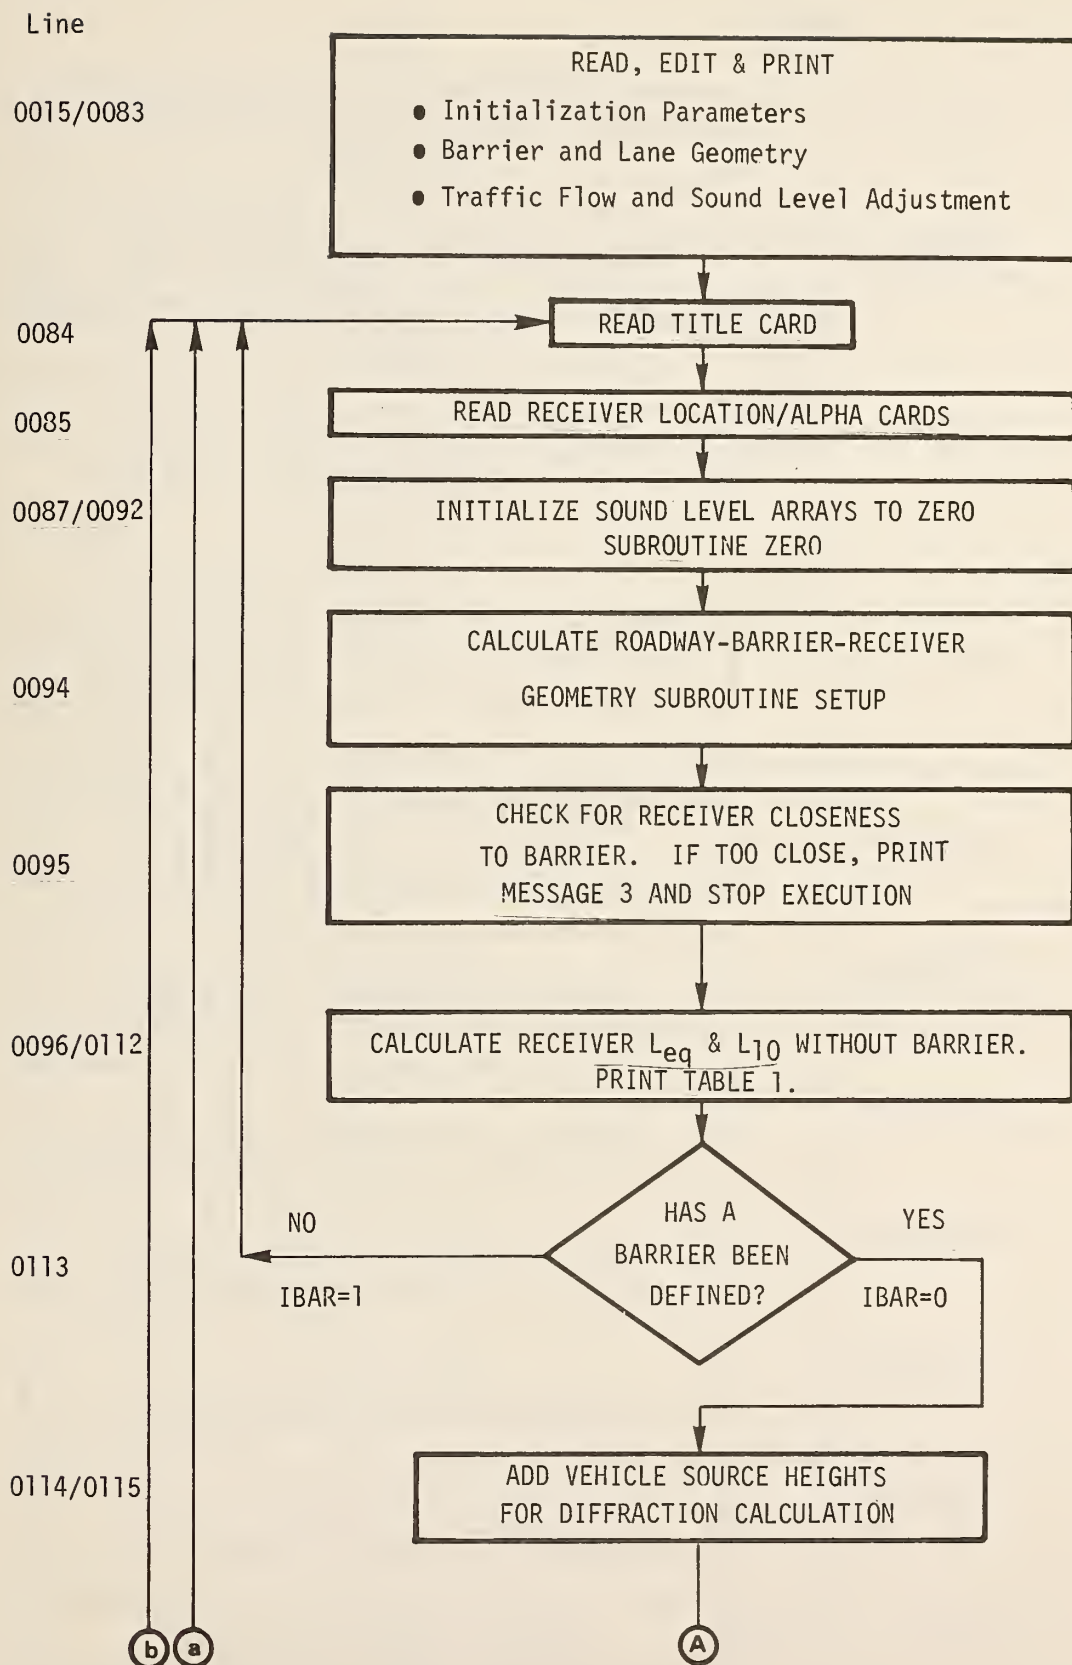 Line
READ, EDIT & PRINT
0015/0083
• Initialization Parameters
• Barrier and Lane Geometry
• Traffic Flow and Sound Level Adjustment
0084
READ TITLE CARD
0085
READ RECEIVER LOCATION/ALPHA CARDS
0087/0092
INITIALIZE SOUND LEVEL ARRAYS TO ZERO
SUBROUTINE ZERO
CALCULATE ROADWAY-BARRIER-RECEIVER
0094
GEOMETRY SUBROUTINE SETUP
CHECK FOR RECEIVER CLOSENESS
0095
TO BARRIER. IF TOO CLOSE, PRINT
MESSAGE 3 AND STOP EXECUTION
0096/0112
CALCULATE RECEIVER Leq & L10 WITHOUT BARRIER.
PRINT TABLE 1.
0113
NO
IBAR=1
HAS A
BARRIER BEEN
DEFINED?
YES
IBAR=0
0114/0115
ADD VEHICLE SOURCE HEIGHTS
FOR DIFFRACTION CALCULATION
b a A